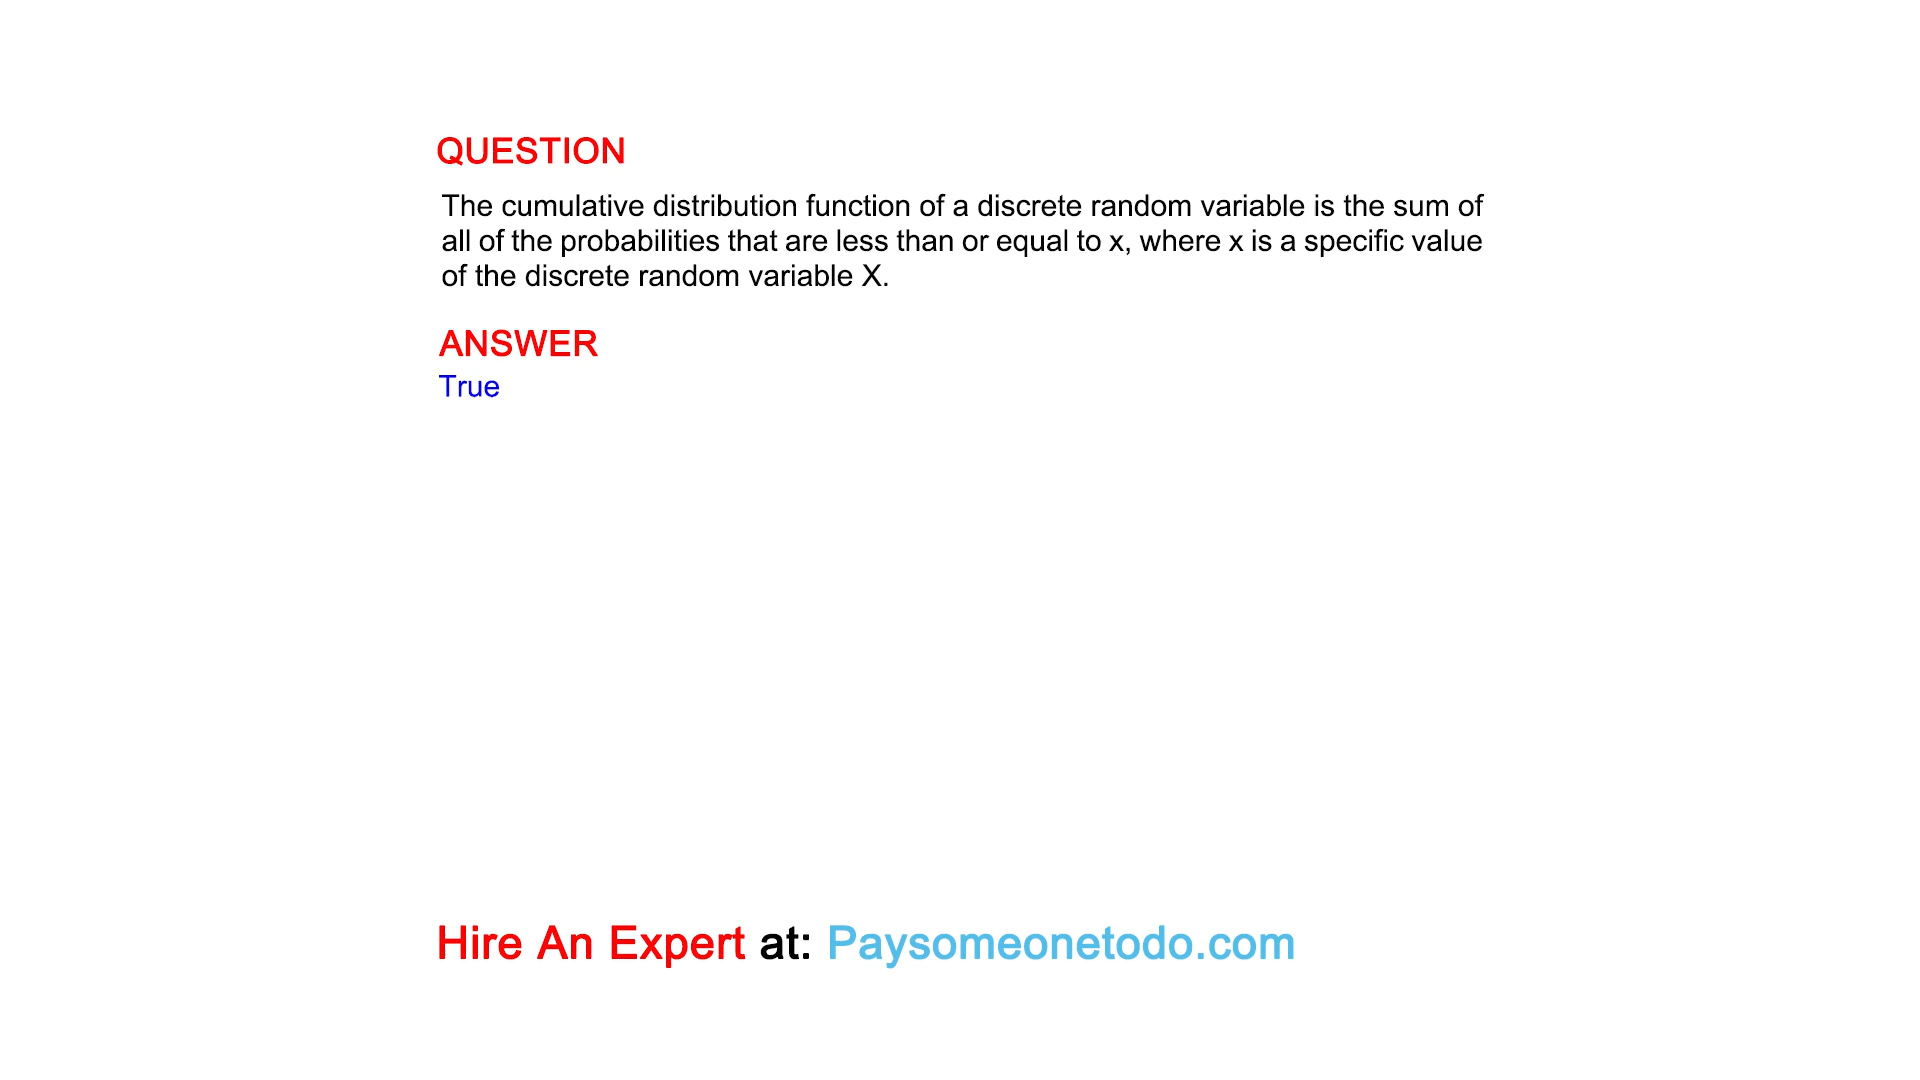 QUESTION
The cumulative distribution function of a discrete random variable is the sum of
all of the probabilities that are less than or equal to x, where x is a specific value
of the discrete random variable X.
ANSWER
True
Hire An Expert at: Paysomeonetodo.com